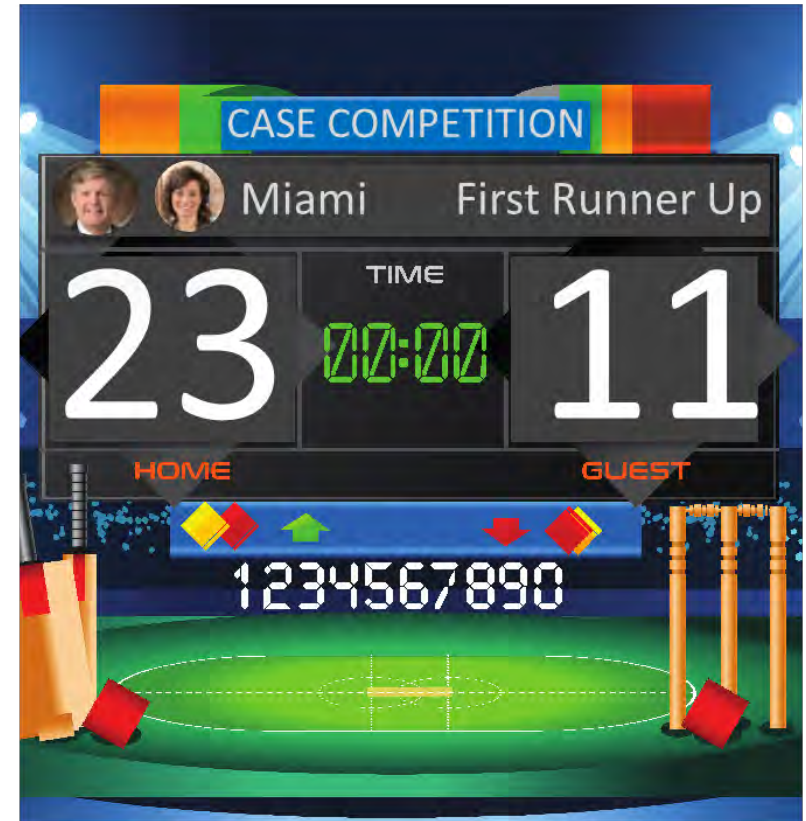 CASE COMPETITION
Miami First Runner Up
TIME
23 00:00 11
HOME GUEST
1234567890